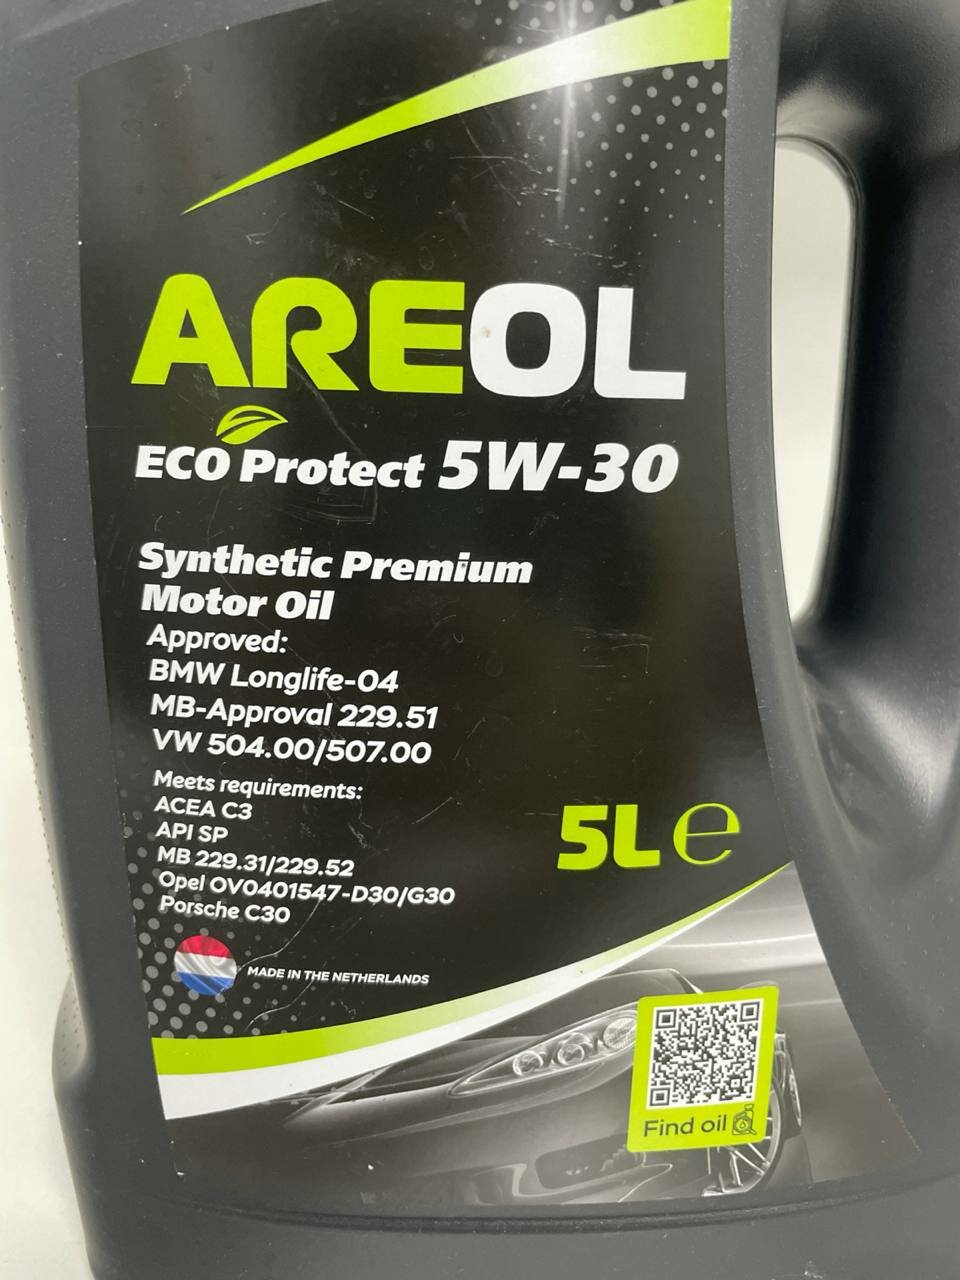 AREOL
ECO Protect 5W-30
Synthetic Premium
Motor Oil
Approved:
BMW Longlife-04
MB-Approval 229.51
VW 504.00/507.00
Meets requirements:
ACEA C3
API SP
MB 229.31/229.52
Opel OV0401547-D30/G30
Porsche C30
5L e
MADE IN THE NETHERLANDS
Find oil